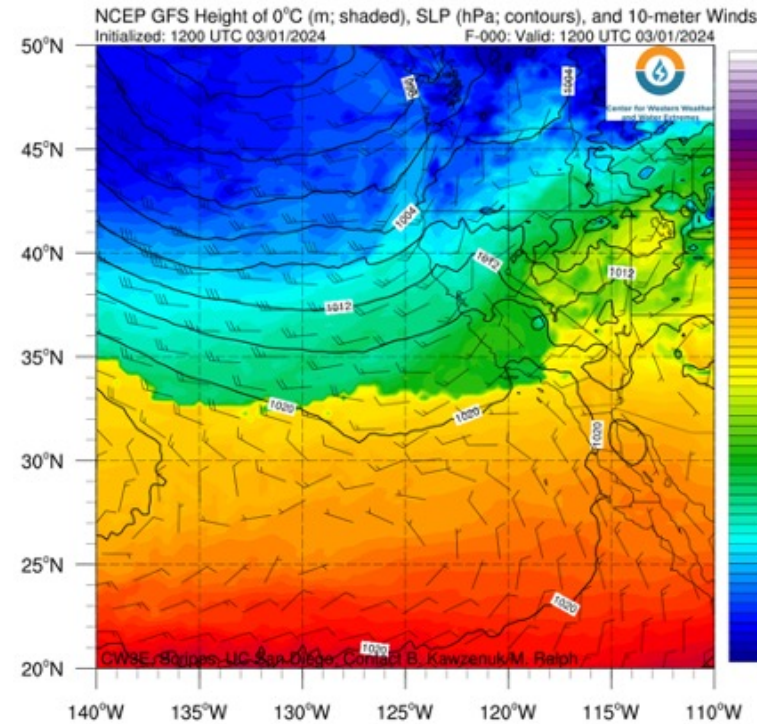 NCEP GFS Height of 0°C (m; shaded), SLP (hPa; contours), and 10-meter Winds
Initialized: 1200 UTC 03/01/2024 F-000: Valid: 1200 UTC 03/01/2024
50°N
Center for Western Weather
and Water Extremes
1004
45°N
1004
40°N
1012
1012
1012
35°N
1020
1020
1020
30°N
25°N
1020
1020
CW3E, Scripps, UC San Diego, Contact B. Kawzenuk/M. Ralph
20°N
140°W 135°W 130°W 125°W 120°W 115°W 110°W